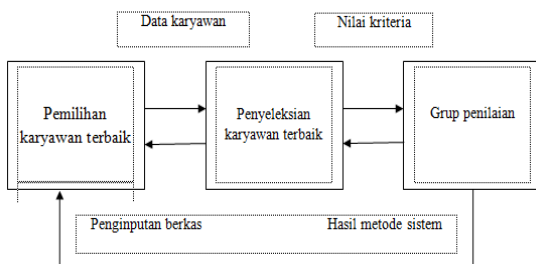 Data karyawan
Nilai kriteria
Pemilihan
karyawan terbaik
Penyeleksian
karyawan terbaik
Grup penilaian
Penginputan berkas
Hasil metode sistem